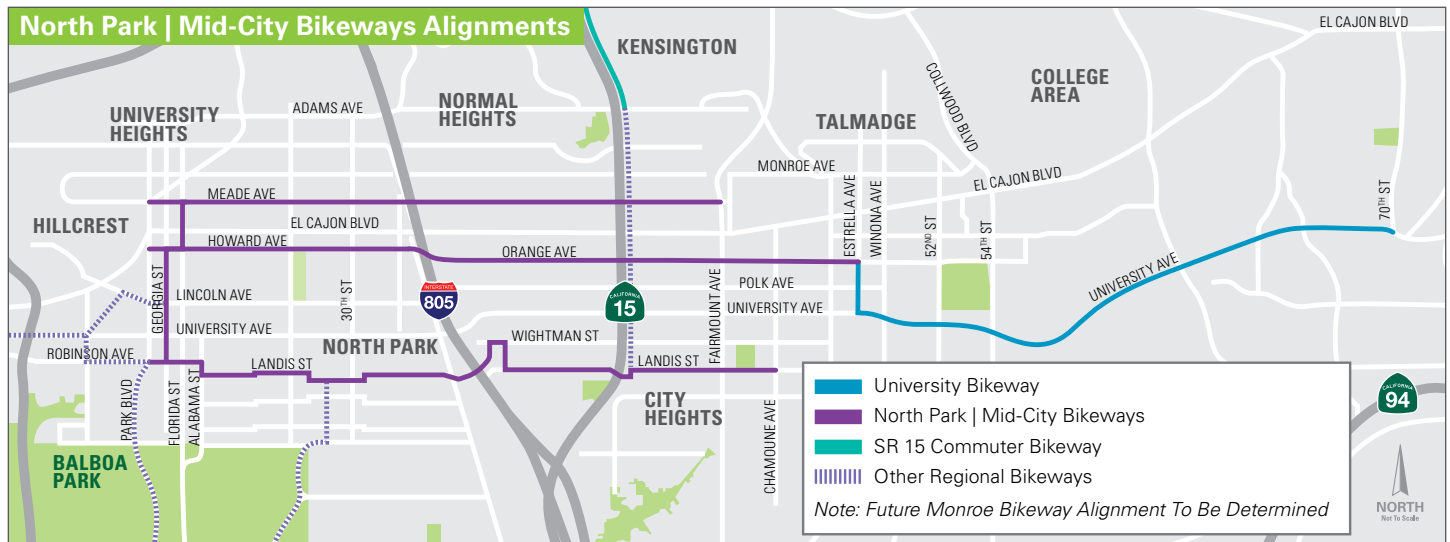 North Park | Mid-City Bikeways Alignments
EL CAJON BLVD
KENSINGTON
COLLWOOD BLVD
COLLEGE
AREA
UNIVERSITY
HEIGHTS
ADAMS AVE
NORMAL
HEIGHTS
TALMADGE
MONROE AVE
EL CAJON BLVD
MEADE AVE
HILLCREST
EL CAJON BLVD
HOWARD AVE
ORANGE AVE
ESTRELLA AVE
WINONA AVE
52ND ST
54TH ST
70TH ST
GEORGIA ST
LINCOLN AVE
30TH ST
INTERSTATE
805
CALIFORNIA
15
POLK AVE
UNIVERSITY AVE
UNIVERSITY AVE
UNIVERSITY AVE
WIGHTMAN ST
FAIRMOUNT AVE
ROBINSON AVE
NORTH PARK
LANDIS ST
LANDIS ST
PARK BLVD
FLORIDA ST
ALABAMA ST
CITY
HEIGHTS
CHAMOUNE AVE
BALBOA
PARK
University Bikeway
North Park | Mid-City Bikeways
SR 15 Commuter Bikeway
Other Regional Bikeways
Note: Future Monroe Bikeway Alignment To Be Determined
CALIFORNIA
94
NORTH
Not To Scale